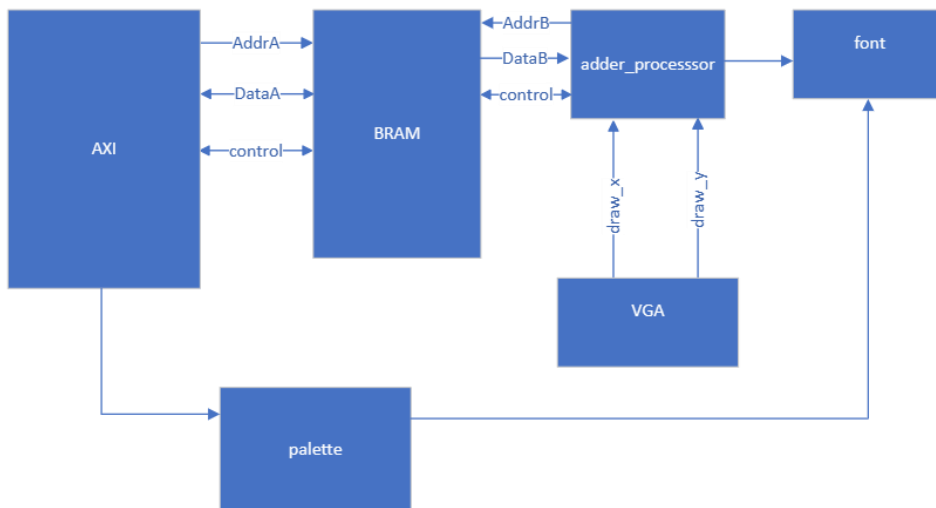 AXI
AddrA
DataA
control
BRAM
AddrB
DataB
control
adder_processsor
font
draw_x
draw_y
VGA
palette